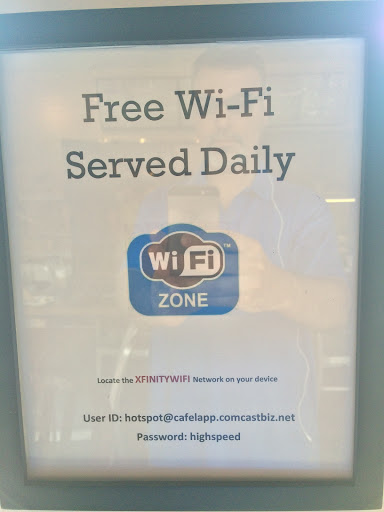 Free Wi-Fi
Served Daily
Wi Fi™
ZONE
Locate the XFINITYWIFI Network on your device
User ID: hotspot@cafelapp.comcastbiz.net
Password: highspeed